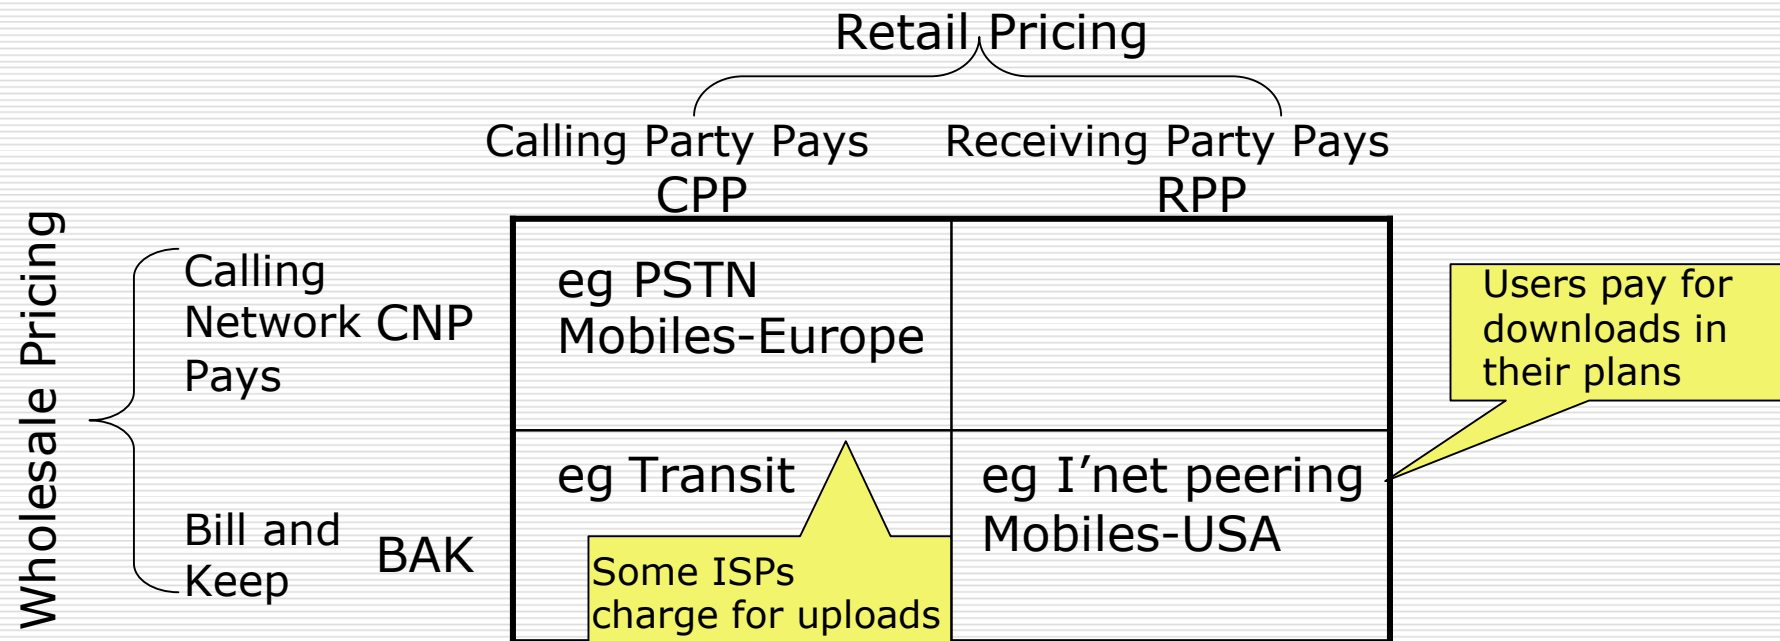 Retail Pricing
Calling Party Pays
CPP
Receiving Party Pays
RPP
Wholesale Pricing
Calling
Network CNP
Pays
eg PSTN
Mobiles-Europe
Users pay for
downloads in
their plans
Bill and
Keep
BAK
eg Transit
Some ISPs
charge for uploads
eg I’net peering
Mobiles-USA